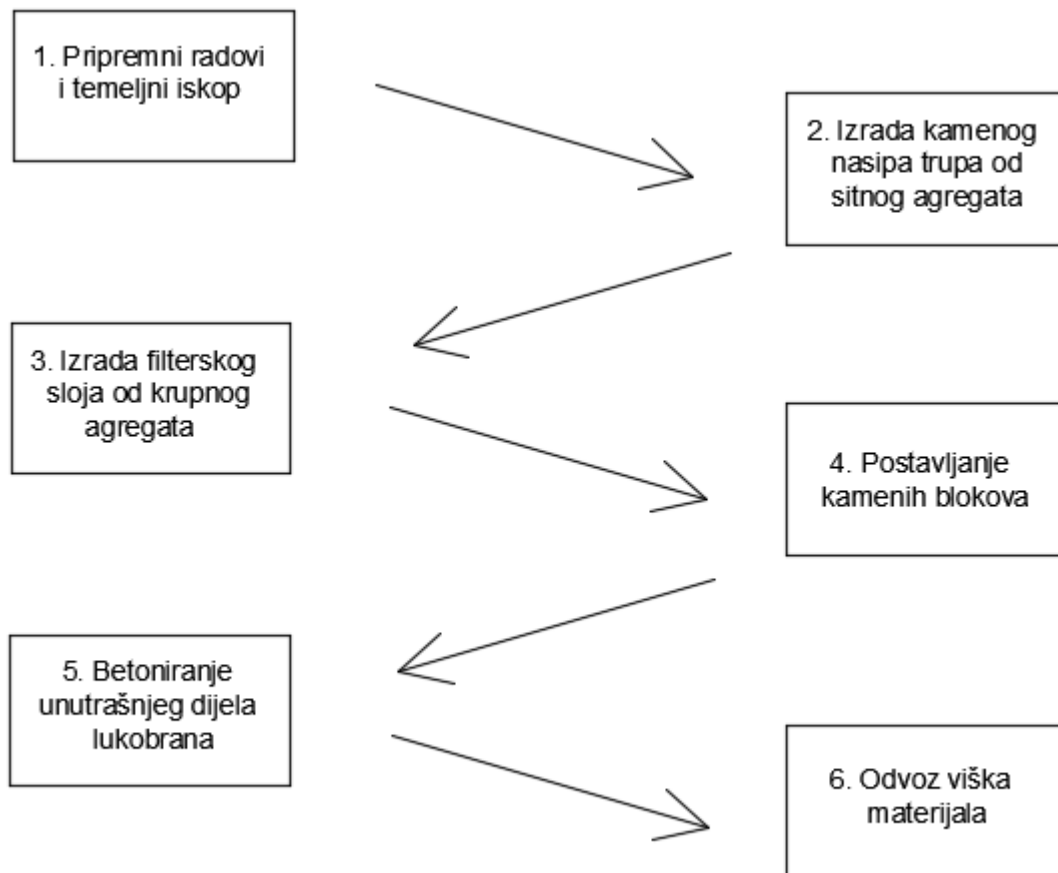 1. Pripremni radovi
i temeljni iskop
2. Izrada kamenog
nasipa trupa od
sitnog agregata
3. Izrada filterskog
sloja od krupnog
agregata
4. Postavljanje
kamenih blokova
5. Betoniranje
unutrašnjeg dijela
lukobrana
6. Odvoz viška
materijala